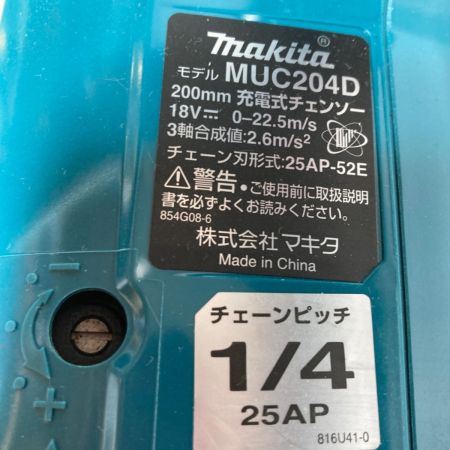 makita®
モデル MUC204D
200mm 充電式チェンソー
18V⎓ 0–22.5m/s
3軸合成値:2.6m/s²
チェーン刃形式:25AP-52E
⚠警告・ご使用前に取扱説明
書を必ずよくお読みください。
854G08-6
株式会社 マキタ
Made in China
チェーンピッチ
1/4
25AP
816U41-0
−
+